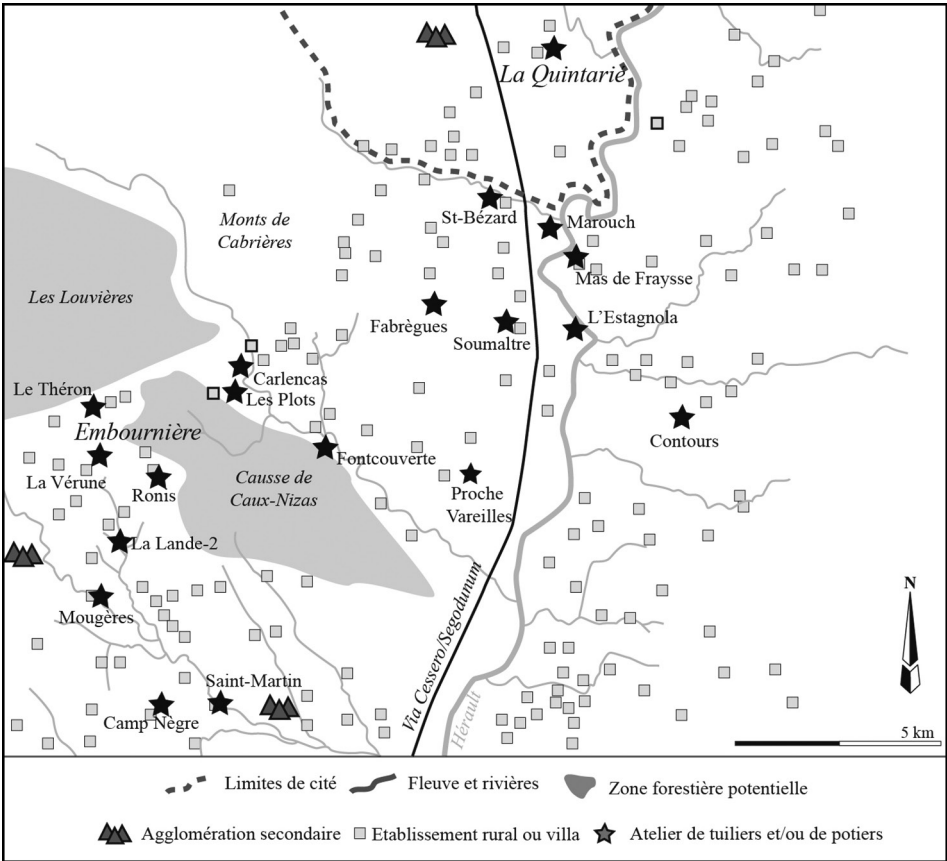 La Quintarie
St-Bézard
Marouch
Monts de
Cabrières
Mas de Fraysse
Les Louvières
L'Estagnola
Fabrègues
Soumaltre
Carlencas
Le Théron
Les Plots
Embournière
Contours
Fontcouverte
La Vérune
Ronis
Causse de
Caux-Nizas
Proche
Vareilles
La Lande-2
N
Mougères
Via Cessero/Segodunum
Saint-Martin
Hérault
Camp Nègre
5 km
Limites de cité
Fleuve et rivières
Zone forestière potentielle
Agglomération secondaire
Etablissement rural ou villa
Atelier de tuiliers et/ou de potiers